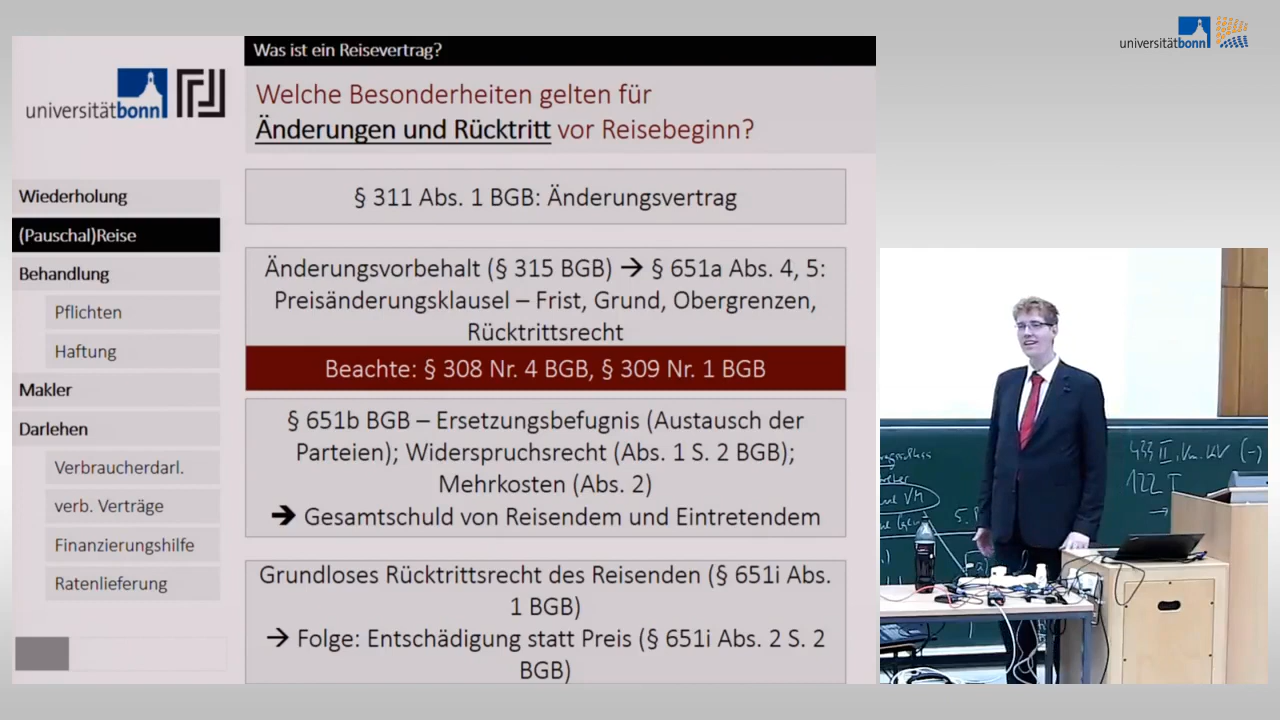 universitätbonn
Was ist ein Reisevertrag?
universitätbonn
Welche Besonderheiten gelten für
Änderungen und Rücktritt vor Reisebeginn?
Wiederholung
(Pauschal)Reise
Behandlung
Pflichten
Haftung
Makler
Darlehen
Verbraucherdarl.
verb. Verträge
Finanzierungshilfe
Ratenlieferung
§ 311 Abs. 1 BGB: Änderungsvertrag
Änderungsvorbehalt (§ 315 BGB) → § 651a Abs. 4, 5:
Preisänderungsklausel – Frist, Grund, Obergrenzen,
Rücktrittsrecht
Beachte: § 308 Nr. 4 BGB, § 309 Nr. 1 BGB
§ 651b BGB – Ersetzungsbefugnis (Austausch der
Parteien); Widerspruchsrecht (Abs. 1 S. 2 BGB);
Mehrkosten (Abs. 2)
→ Gesamtschuld von Reisendem und Eintretendem
Grundloses Rücktrittsrecht des Reisenden (§ 651i Abs.
1 BGB)
→ Folge: Entschädigung statt Preis (§ 651i Abs. 2 S. 2
BGB)
433 II, KV (-)
122 I
→